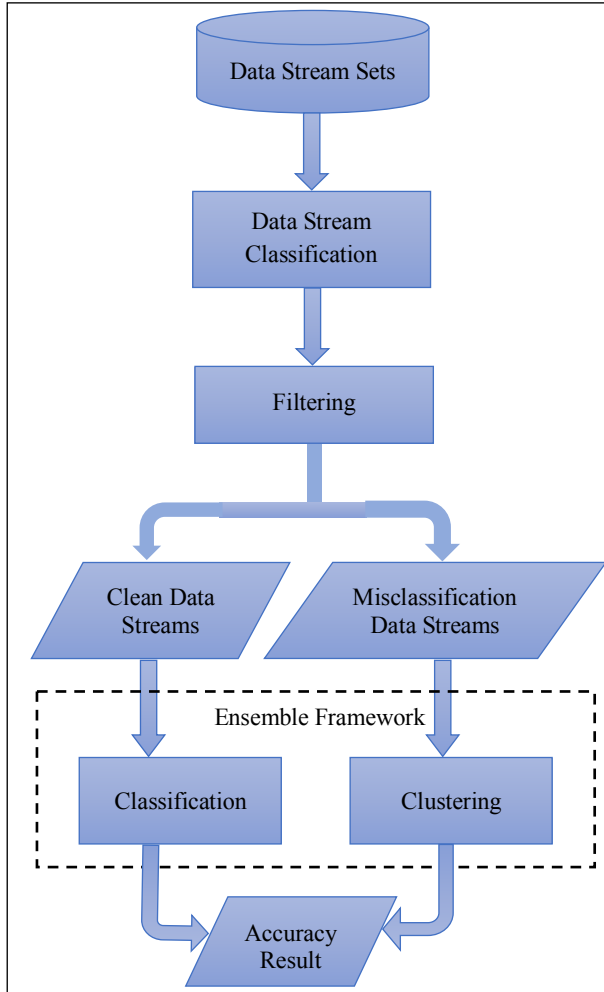 Data Stream Sets
Data Stream
Classification
Filtering
Clean Data
Streams
Misclassification
Data Streams
Ensemble Framework
Classification
Clustering
Accuracy
Result